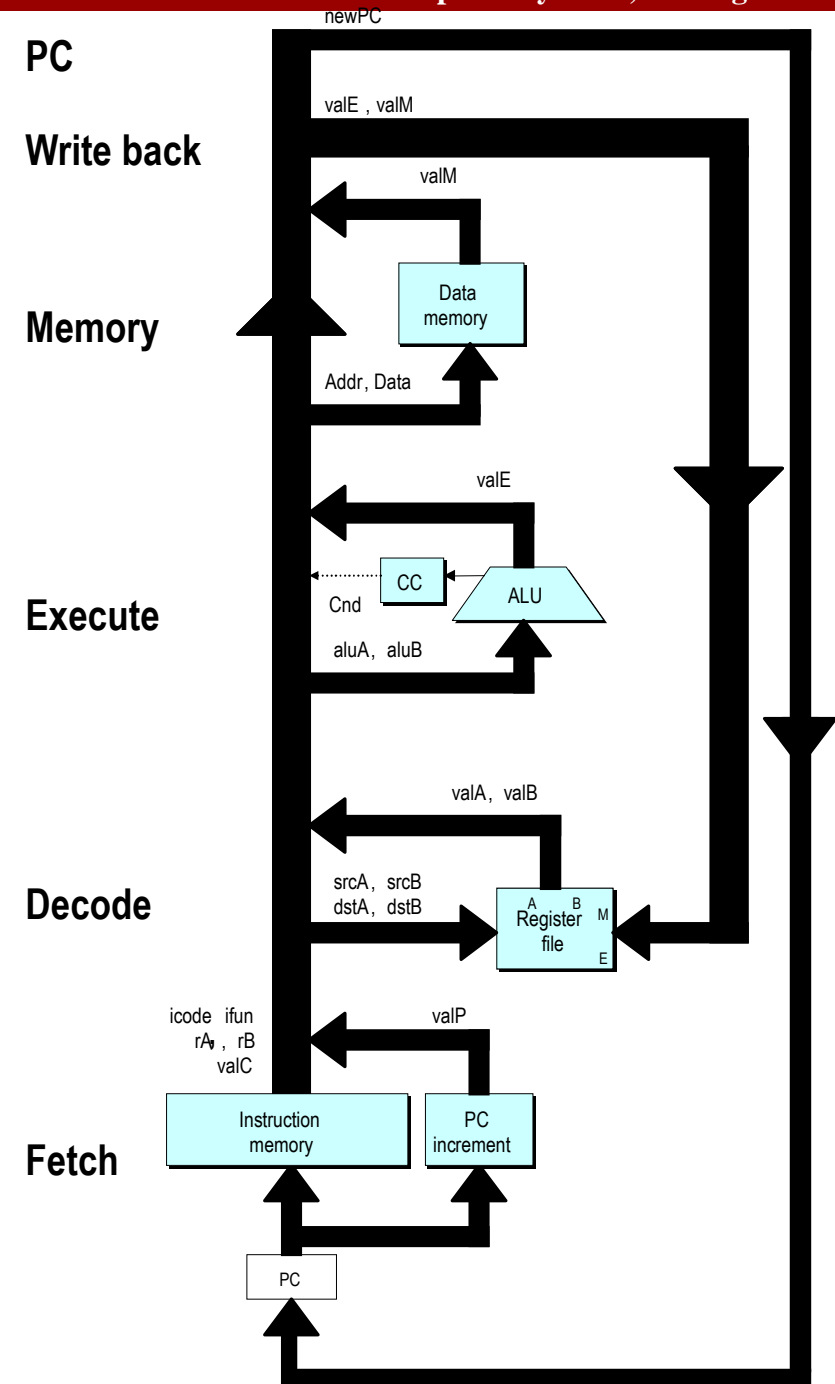 newPC
PC
valE , valM
Write back
valM
Data
memory
Memory
Addr, Data
valE
CC
ALU
Cnd
Execute
aluA, aluB
valA, valB
srcA, srcB
dstA, dstB
Decode
A B
M
Register
file
E
icode ifun
rA, , rB
valC
valP
Instruction
memory
PC
increment
Fetch
PC